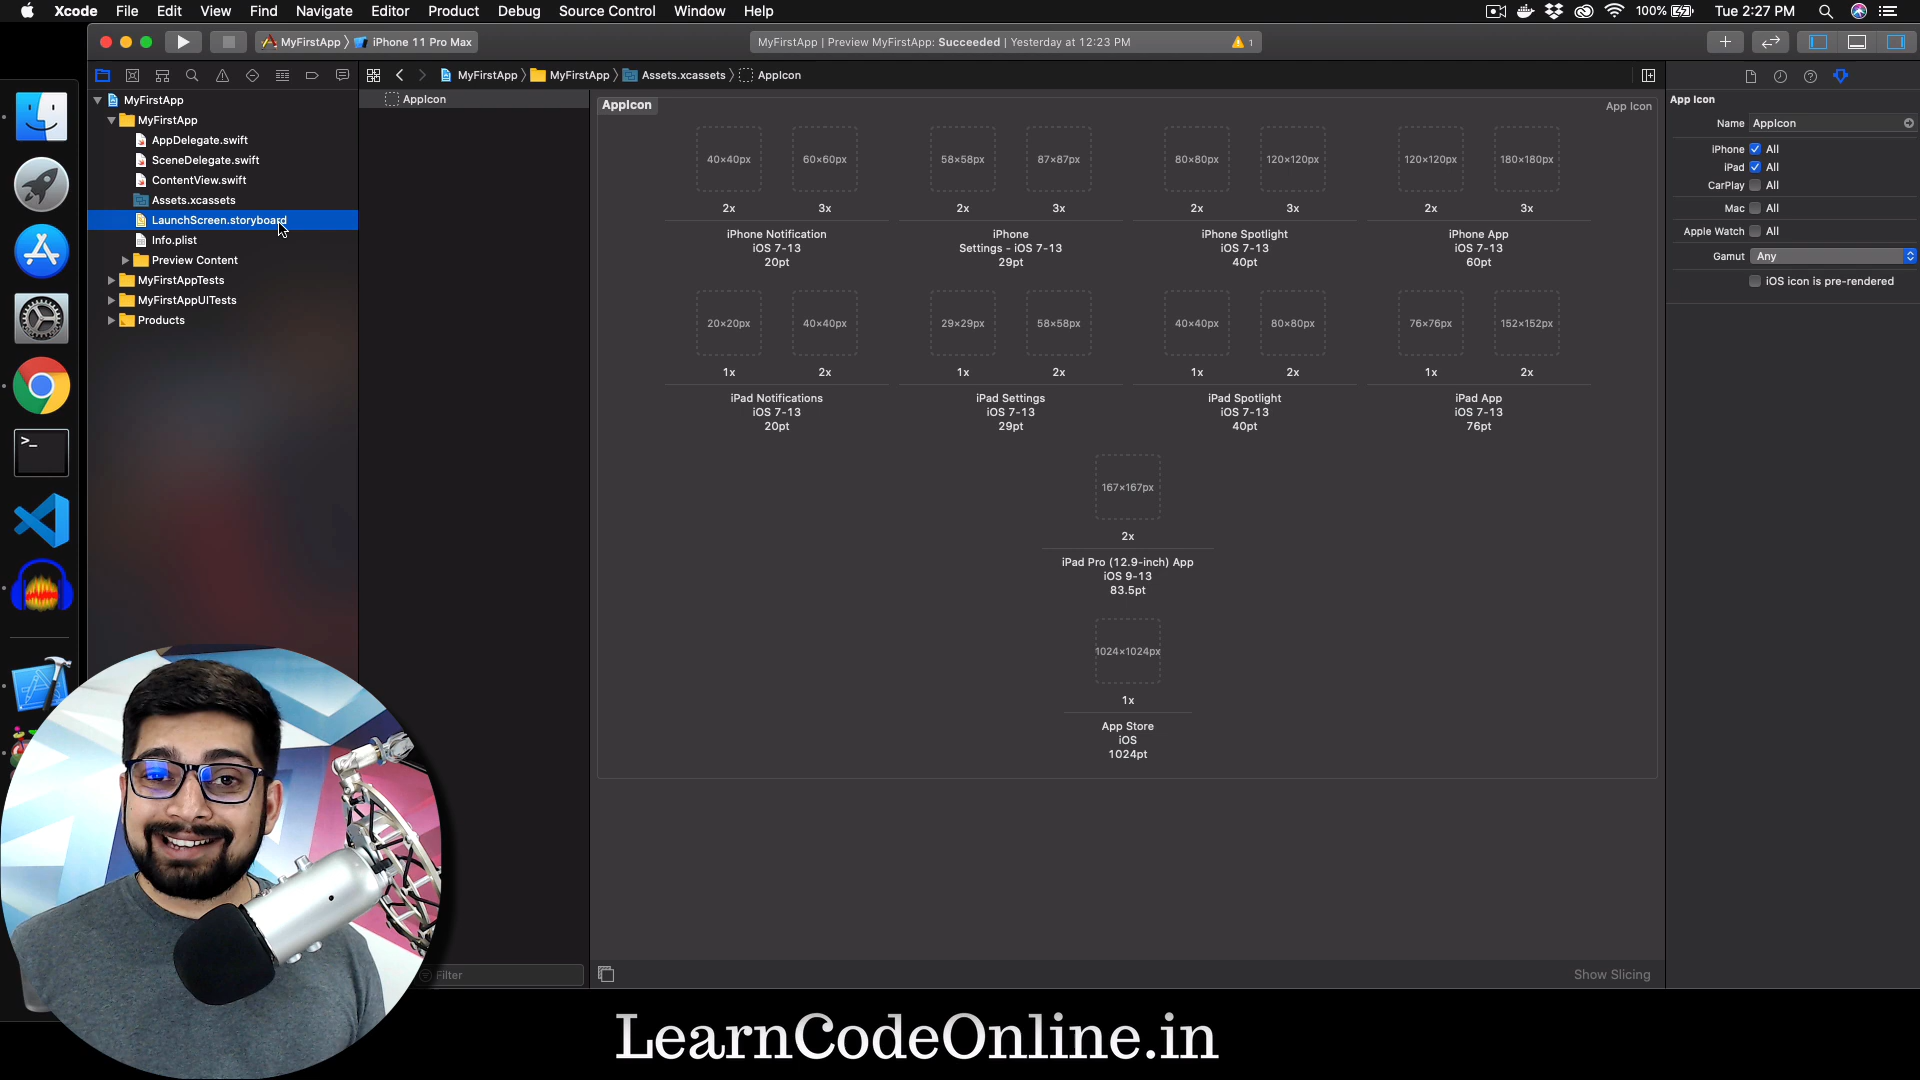 Xcode File Edit View Find Navigate Editor Product Debug Source Control Window Help
100% Tue 2:27 PM
MyFirstApp iPhone 11 Pro Max
MyFirstApp | Preview MyFirstApp: Succeeded | Yesterday at 12:23 PM 1
MyFirstApp MyFirstApp Assets.xcassets AppIcon
MyFirstApp
MyFirstApp
AppDelegate.swift
SceneDelegate.swift
ContentView.swift
Assets.xcassets
LaunchScreen.storyboard
Info.plist
Preview Content
MyFirstAppTests
MyFirstAppUITests
Products
>_
AppIcon
Filter
AppIcon App Icon
40×40px 60×60px 58×58px 87×87px 80×80px 120×120px 120×120px 180×180px
2x 3x 2x 3x 2x 3x 2x 3x
iPhone Notification iPhone iPhone Spotlight iPhone App
iOS 7-13 Settings - iOS 7-13 iOS 7-13 iOS 7-13
20pt 29pt 40pt 60pt
20×20px 40×40px 29×29px 58×58px 40×40px 80×80px 76×76px 152×152px
1x 2x 1x 2x 1x 2x 1x 2x
iPad Notifications iPad Settings iPad Spotlight iPad App
iOS 7-13 iOS 7-13 iOS 7-13 iOS 7-13
20pt 29pt 40pt 76pt
167×167px
2x
iPad Pro (12.9-inch) App
iOS 9-13
83.5pt
1024×1024px
1x
App Store
iOS
1024pt
Show Slicing
App Icon
Name AppIcon
iPhone All
iPad All
CarPlay All
Mac All
Apple Watch All
Gamut Any
iOS icon is pre-rendered
LearnCodeOnline.in